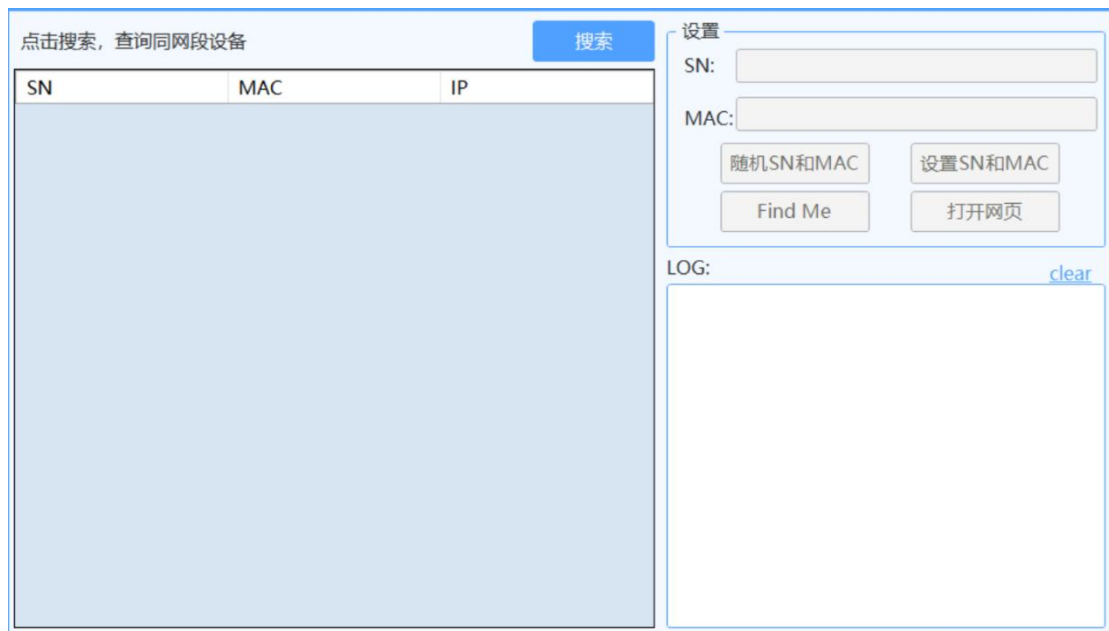 点击搜索，查询同网段设备
搜索
SN
MAC
IP
设置
SN:
MAC:
随机SN和MAC
设置SN和MAC
Find Me
打开网页
LOG:
clear